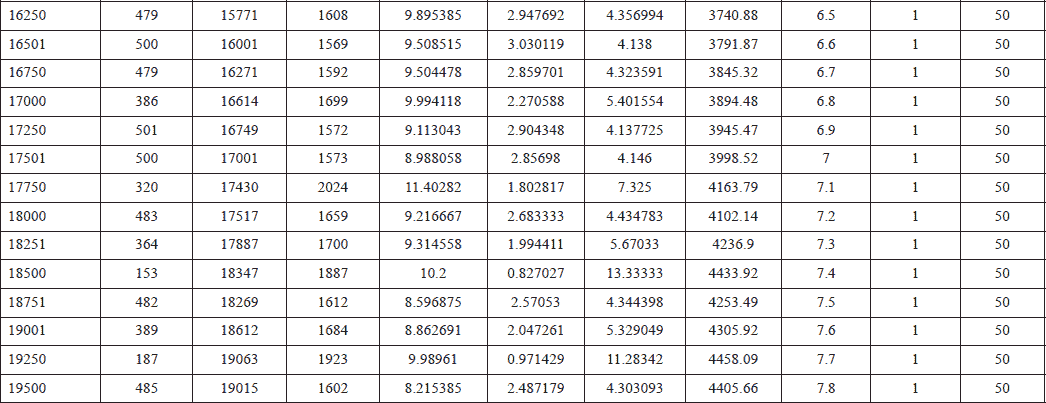 16250 479 15771 1608 9.895385 2.947692 4.356994 3740.88 6.5 1 50
16501 500 16001 1569 9.508515 3.030119 4.138 3791.87 6.6 1 50
16750 479 16271 1592 9.504478 2.859701 4.323591 3845.32 6.7 1 50
17000 386 16614 1699 9.994118 2.270588 5.401554 3894.48 6.8 1 50
17250 501 16749 1572 9.113043 2.904348 4.137725 3945.47 6.9 1 50
17501 500 17001 1573 8.988058 2.85698 4.146 3998.52 7 1 50
17750 320 17430 2024 11.40282 1.802817 7.325 4163.79 7.1 1 50
18000 483 17517 1659 9.216667 2.683333 4.434783 4102.14 7.2 1 50
18251 364 17887 1700 9.314558 1.994411 5.67033 4236.9 7.3 1 50
18500 153 18347 1887 10.2 0.827027 13.33333 4433.92 7.4 1 50
18751 482 18269 1612 8.596875 2.57053 4.344398 4253.49 7.5 1 50
19001 389 18612 1684 8.862691 2.047261 5.329049 4305.92 7.6 1 50
19250 187 19063 1923 9.98961 0.971429 11.28342 4458.09 7.7 1 50
19500 485 19015 1602 8.215385 2.487179 4.303093 4405.66 7.8 1 50